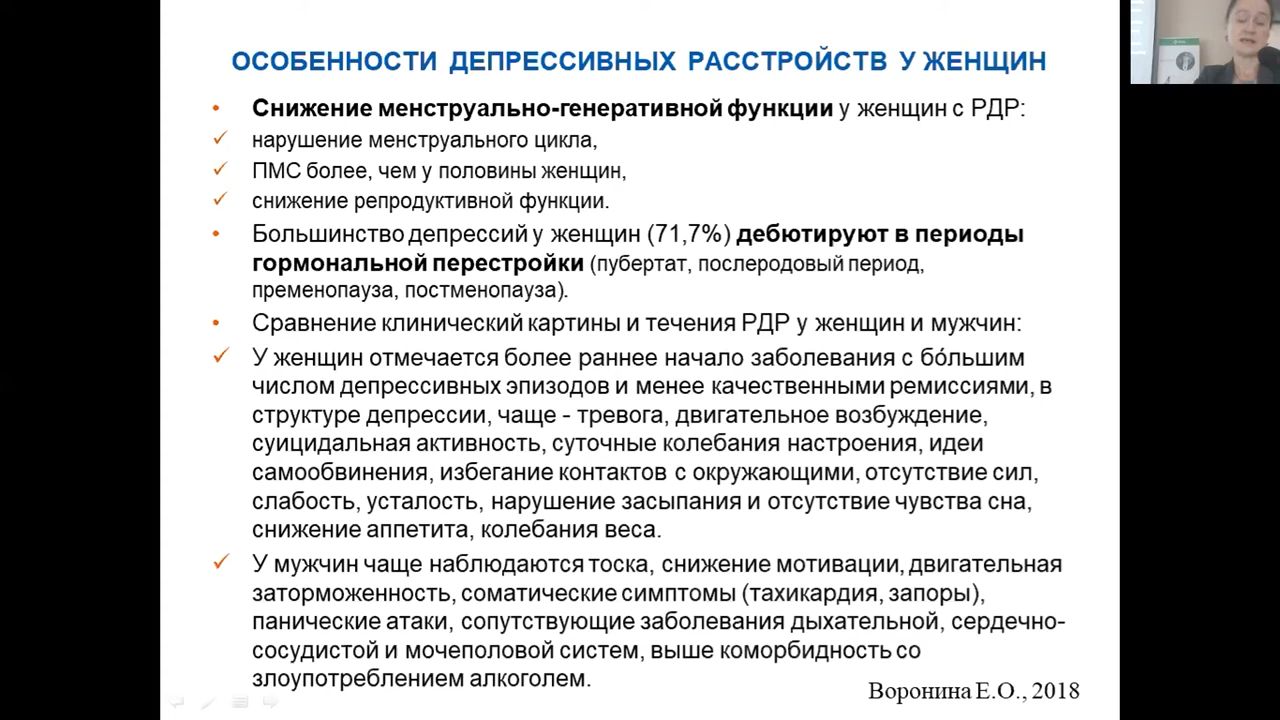 ОСОБЕННОСТИ ДЕПРЕССИВНЫХ РАССТРОЙСТВ У ЖЕНЩИН
• Снижение менструально-генеративной функции у женщин с РДР:
✓ нарушение менструального цикла,
✓ ПМС более, чем у половины женщин,
✓ снижение репродуктивной функции.
• Большинство депрессий у женщин (71,7%) дебютируют в периоды
гормональной перестройки (пубертат, послеродовый период,
пременопауза, постменопауза).
• Сравнение клинический картины и течения РДР у женщин и мужчин:
✓ У женщин отмечается более раннее начало заболевания с бóльшим
числом депрессивных эпизодов и менее качественными ремиссиями, в
структуре депрессии, чаще - тревога, двигательное возбуждение,
суицидальная активность, суточные колебания настроения, идеи
самообвинения, избегание контактов с окружающими, отсутствие сил,
слабость, усталость, нарушение засыпания и отсутствие чувства сна,
снижение аппетита, колебания веса.
✓ У мужчин чаще наблюдаются тоска, снижение мотивации, двигательная
заторможенность, соматические симптомы (тахикардия, запоры),
панические атаки, сопутствующие заболевания дыхательной, сердечно-
сосудистой и мочеполовой систем, выше коморбидность со
злоупотреблением алкоголем.
Воронина Е.О., 2018